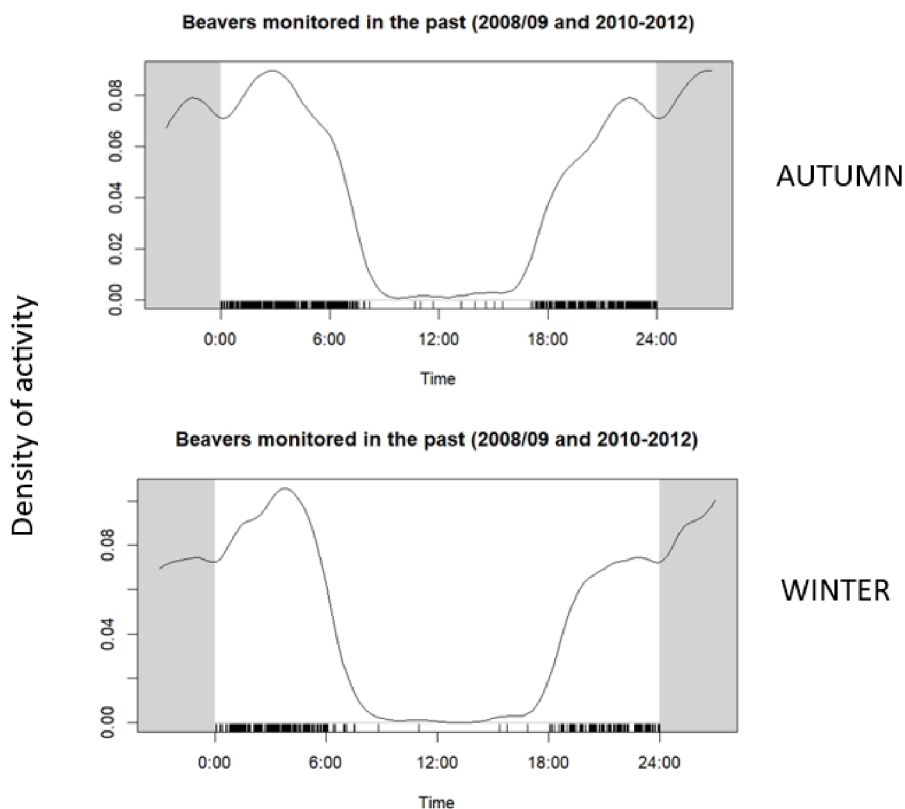 Beavers monitored in the past (2008/09 and 2010-2012)
0.08
0.06
0.04
0.02
0.00
0:00 6:00 12:00 18:00 24:00
Time
AUTUMN
Density of activity
Beavers monitored in the past (2008/09 and 2010-2012)
0.08
0.04
0.00
0:00 6:00 12:00 18:00 24:00
Time
WINTER